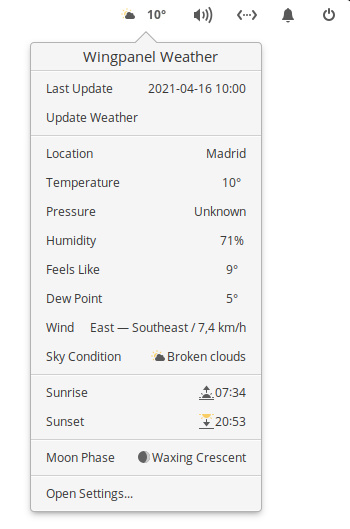 10°
Wingpanel Weather
Last Update 2021-04-16 10:00
Update Weather
Location Madrid
Temperature 10°
Pressure Unknown
Humidity 71%
Feels Like 9°
Dew Point 5°
Wind East — Southeast / 7,4 km/h
Sky Condition Broken clouds
Sunrise 07:34
Sunset 20:53
Moon Phase Waxing Crescent
Open Settings...